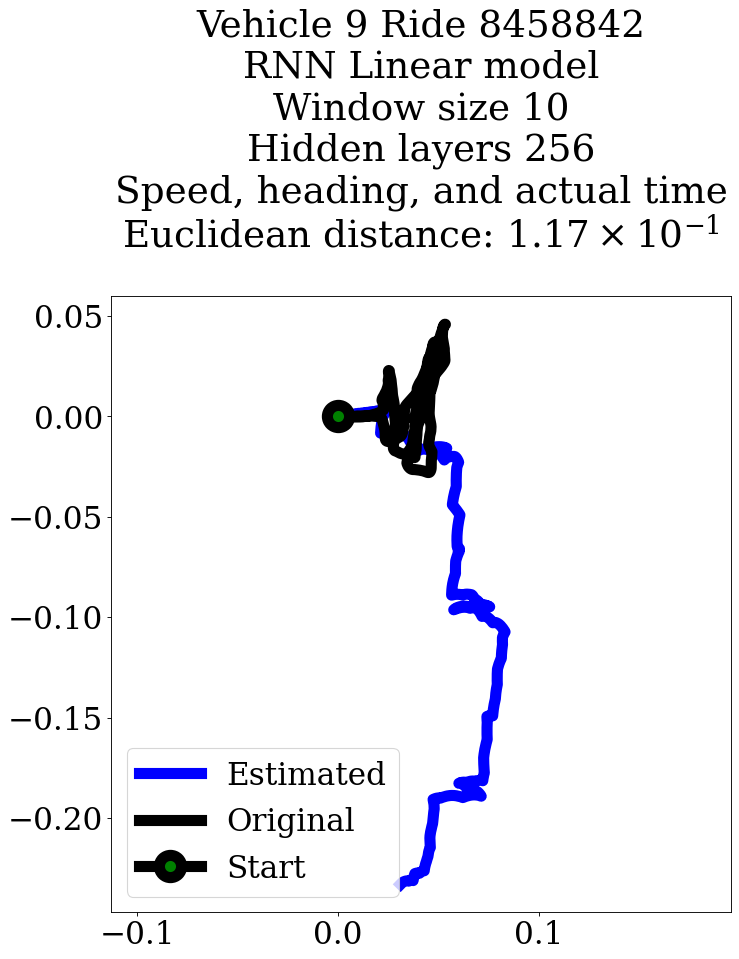 Vehicle 9 Ride 8458842
RNN Linear model
Window size 10
Hidden layers 256
Speed, heading, and actual time
Euclidean distance: 1.17 × 10⁻¹
0.05
0.00
−0.05
−0.10
−0.15
−0.20
Estimated
Original
Start
−0.1
0.0
0.1